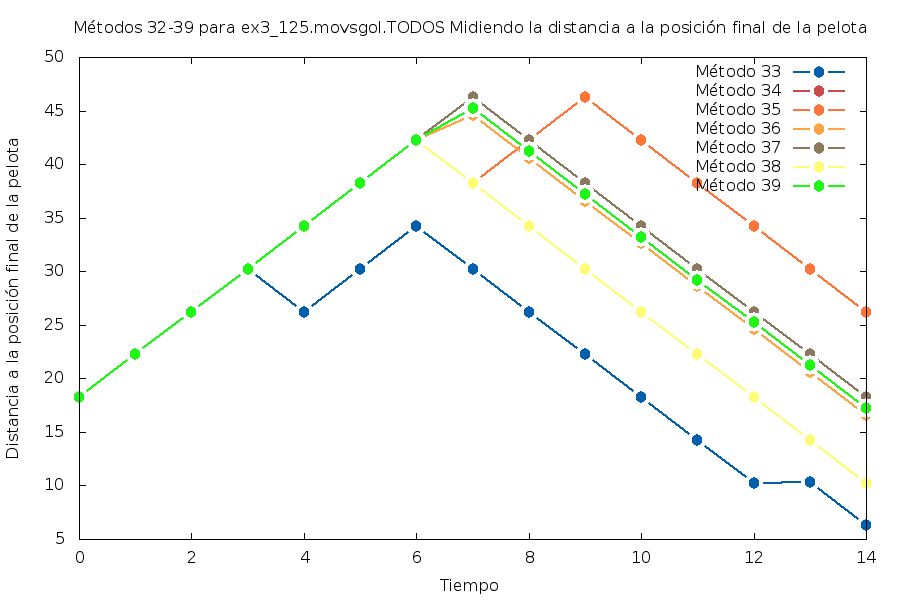 Métodos 32-39 para ex3_125.movsgol.TODOS Midiendo la distancia a la posición final de la pelota
50
45
40
35
30
25
20
15
10
5
Distancia a la posición final de la pelota
Método 33
Método 34
Método 35
Método 36
Método 37
Método 38
Método 39
0 2 4 6 8 10 12 14
Tiempo